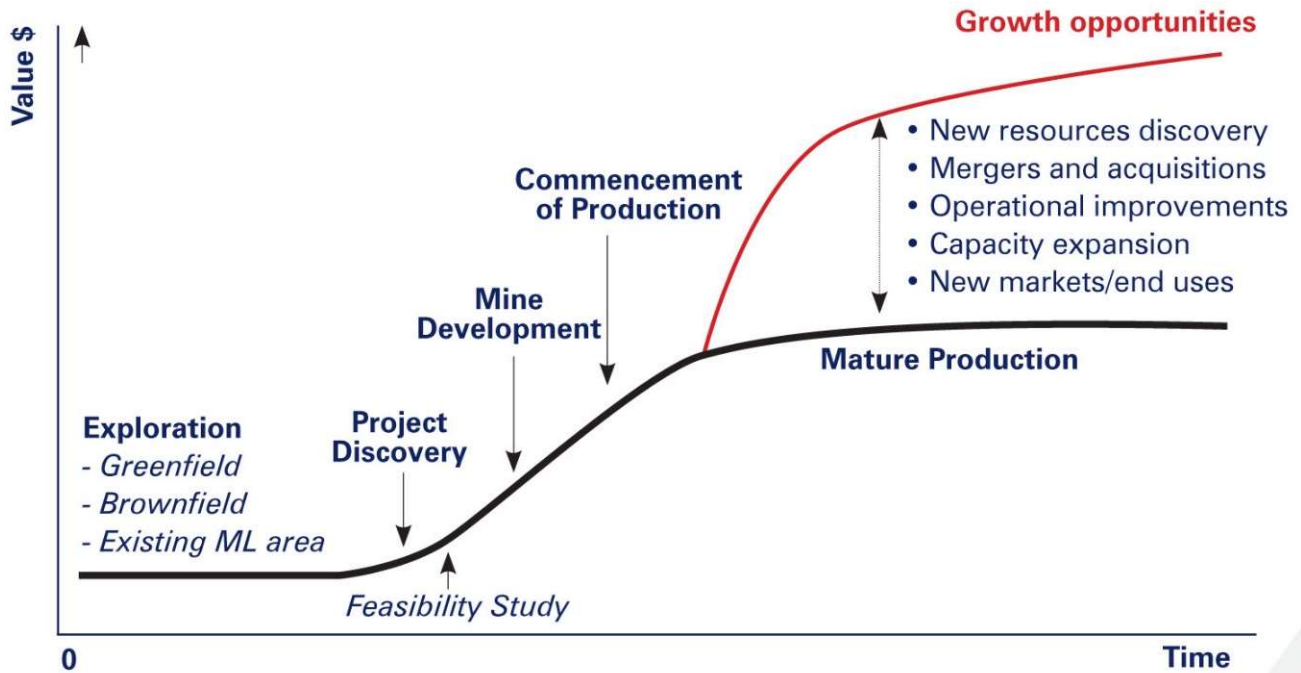 Value $
Growth opportunities
• New resources discovery
• Mergers and acquisitions
• Operational improvements
• Capacity expansion
• New markets/end uses
Commencement
of Production
Mine
Development
Mature Production
Project
Discovery
Exploration
- Greenfield
- Brownfield
- Existing ML area
Feasibility Study
0
Time